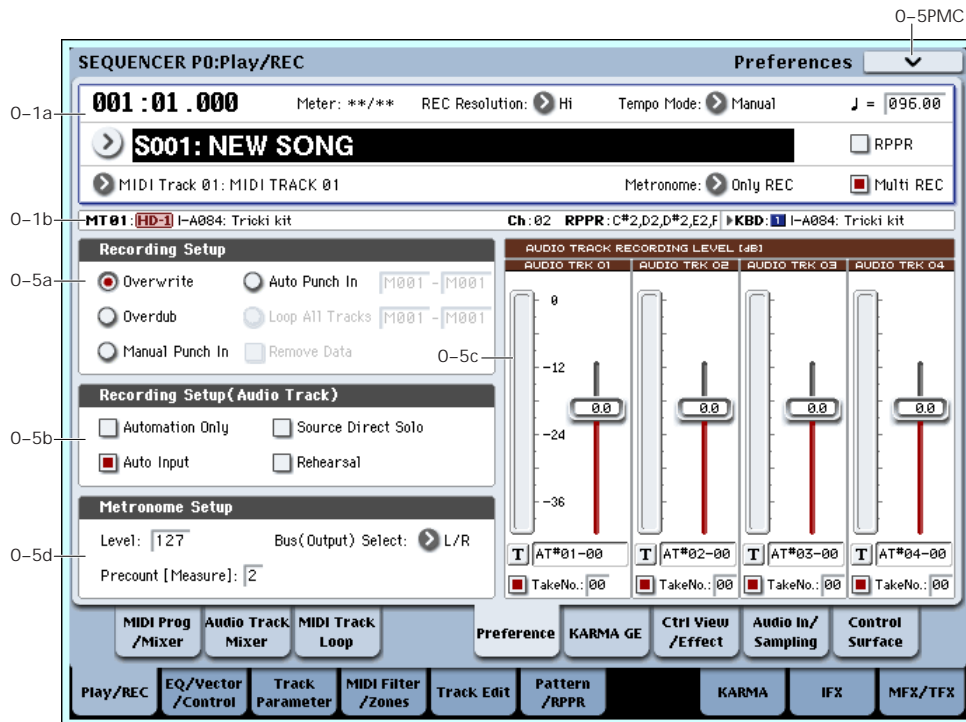 0–5PMC
SEQUENCER P0:Play/REC Preferences
0–1a
001:01.000 Meter: **/** REC Resolution: Hi Tempo Mode: Manual ♩ = 096.00
S001: NEW SONG RPPR
MIDI Track 01: MIDI TRACK 01 Metronome: Only REC Multi REC
0–1b
MT01: HD-1 I-A084: Tricki kit Ch:02 RPPR:C#2,D2,D#2,E2,F ▶KBD: 1 I-A084: Tricki kit
Recording Setup
0–5a
Overwrite Auto Punch In M001 - M001
Overdub Loop All Tracks M001 - M001
Manual Punch In Remove Data
0–5c
AUDIO TRACK RECORDING LEVEL [dB]
AUDIO TRK 01 AUDIO TRK 02 AUDIO TRK 03 AUDIO TRK 04
0
-12
-24
-36
0.0 0.0 0.0 0.0
T AT#01-00 T AT#02-00 T AT#03-00 T AT#04-00
TakeNo.: 00 TakeNo.: 00 TakeNo.: 00 TakeNo.: 00
Recording Setup(Audio Track)
0–5b
Automation Only Source Direct Solo
Auto Input Rehearsal
Metronome Setup
0–5d
Level: 127 Bus(Output) Select: L/R
Precount [Measure]: 2
MIDI Prog /Mixer
Audio Track Mixer
MIDI Track Loop
Preference
KARMA GE
Ctrl View /Effect
Audio In/ Sampling
Control Surface
Play/REC
EQ/Vector /Control
Track Parameter
MIDI Filter /Zones
Track Edit
Pattern /RPPR
KARMA
IFX
MFX/TFX